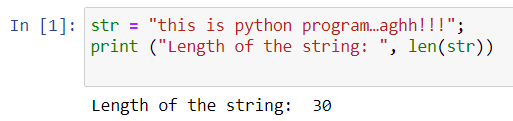 In [1]: str = "this is python program…aghh!!!";
print ("Length of the string: ", len(str))
Length of the string:  30